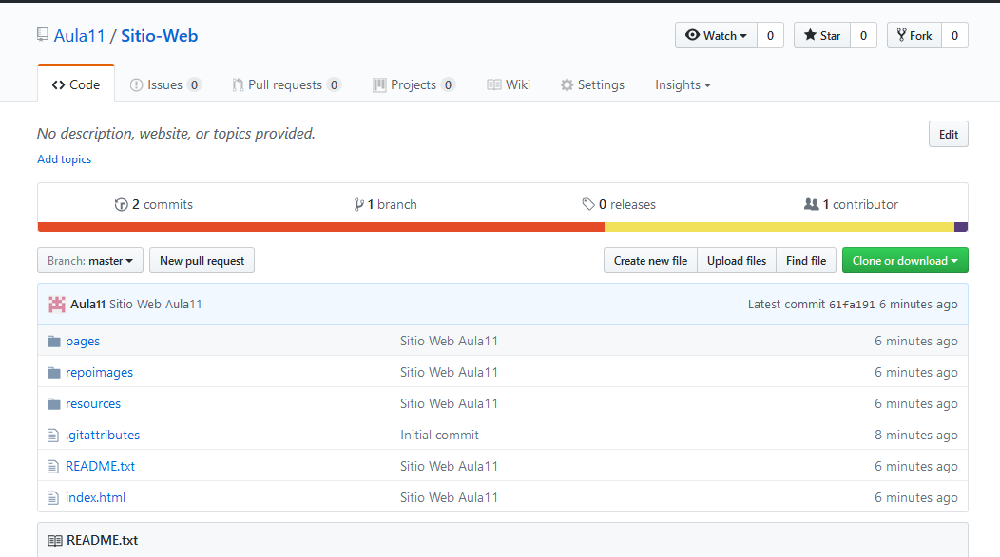 Aula11 / Sitio-Web
Watch 0 Star 0 Fork 0
Code Issues 0 Pull requests 0 Projects 0 Wiki Settings Insights
No description, website, or topics provided. Edit
Add topics
2 commits 1 branch 0 releases 1 contributor
Branch: master New pull request Create new file Upload files Find file Clone or download
Aula11 Sitio Web Aula11 Latest commit 61fa191 6 minutes ago
pages Sitio Web Aula11 6 minutes ago
repoimages Sitio Web Aula11 6 minutes ago
resources Sitio Web Aula11 6 minutes ago
.gitattributes Initial commit 8 minutes ago
README.txt Sitio Web Aula11 6 minutes ago
index.html Sitio Web Aula11 6 minutes ago
README.txt